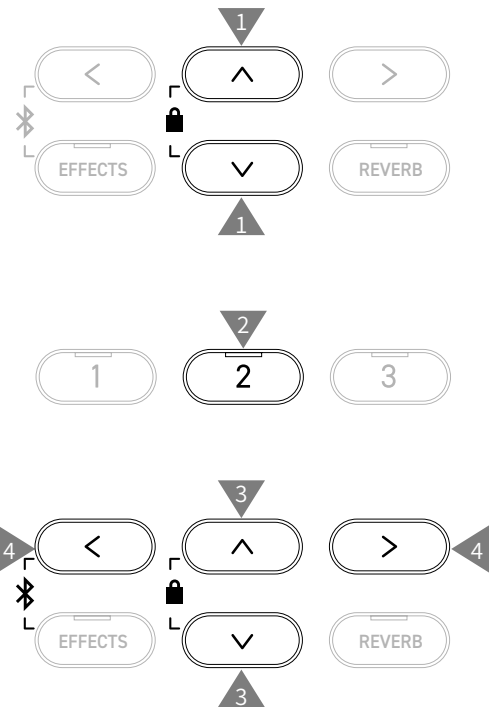 1
< ∧ >
EFFECTS ∨ REVERB
1
2
1 2 3
3
4 < ∧ > 4
EFFECTS ∨ REVERB
3